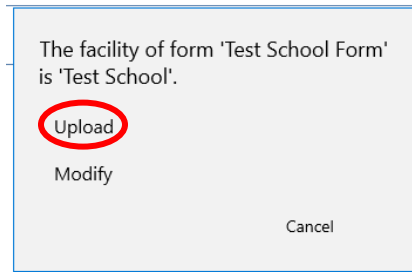 The facility of form 'Test School Form'
is 'Test School'.
Upload
Modify
Cancel